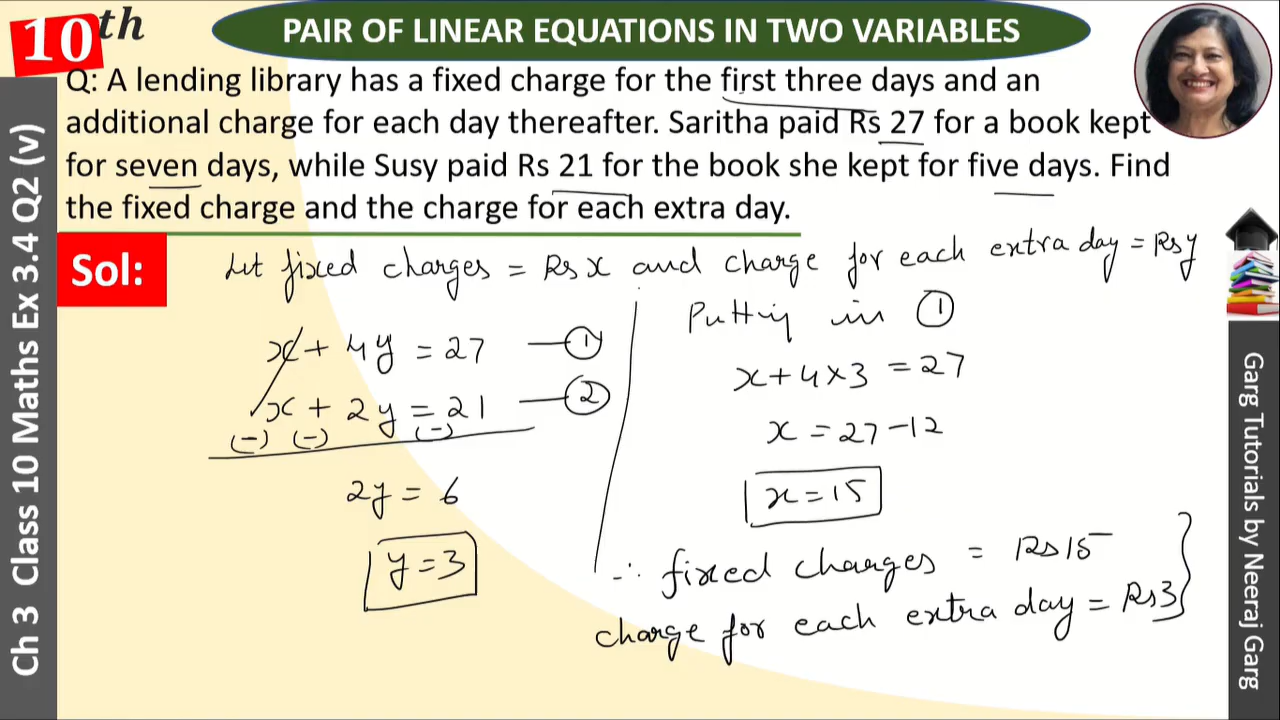 10th
PAIR OF LINEAR EQUATIONS IN TWO VARIABLES
Q: A lending library has a fixed charge for the first three days and an
additional charge for each day thereafter. Saritha paid Rs 27 for a book kept
for seven days, while Susy paid Rs 21 for the book she kept for five days. Find
the fixed charge and the charge for each extra day.
Sol:
Let fixed charges = Rs x and charge for each extra day = Rs y
x + 4y = 27 — 1
x + 2y = 21 — 2
(-) (-) (-)
2y = 6
y = 3
Putting in 1
x + 4 × 3 = 27
x = 27 - 12
x = 15
∴ fixed charges = Rs 15
charge for each extra day = Rs 3
Ch 3 Class 10 Maths Ex 3.4 Q2 (v)
Garg Tutorials by Neeraj Garg